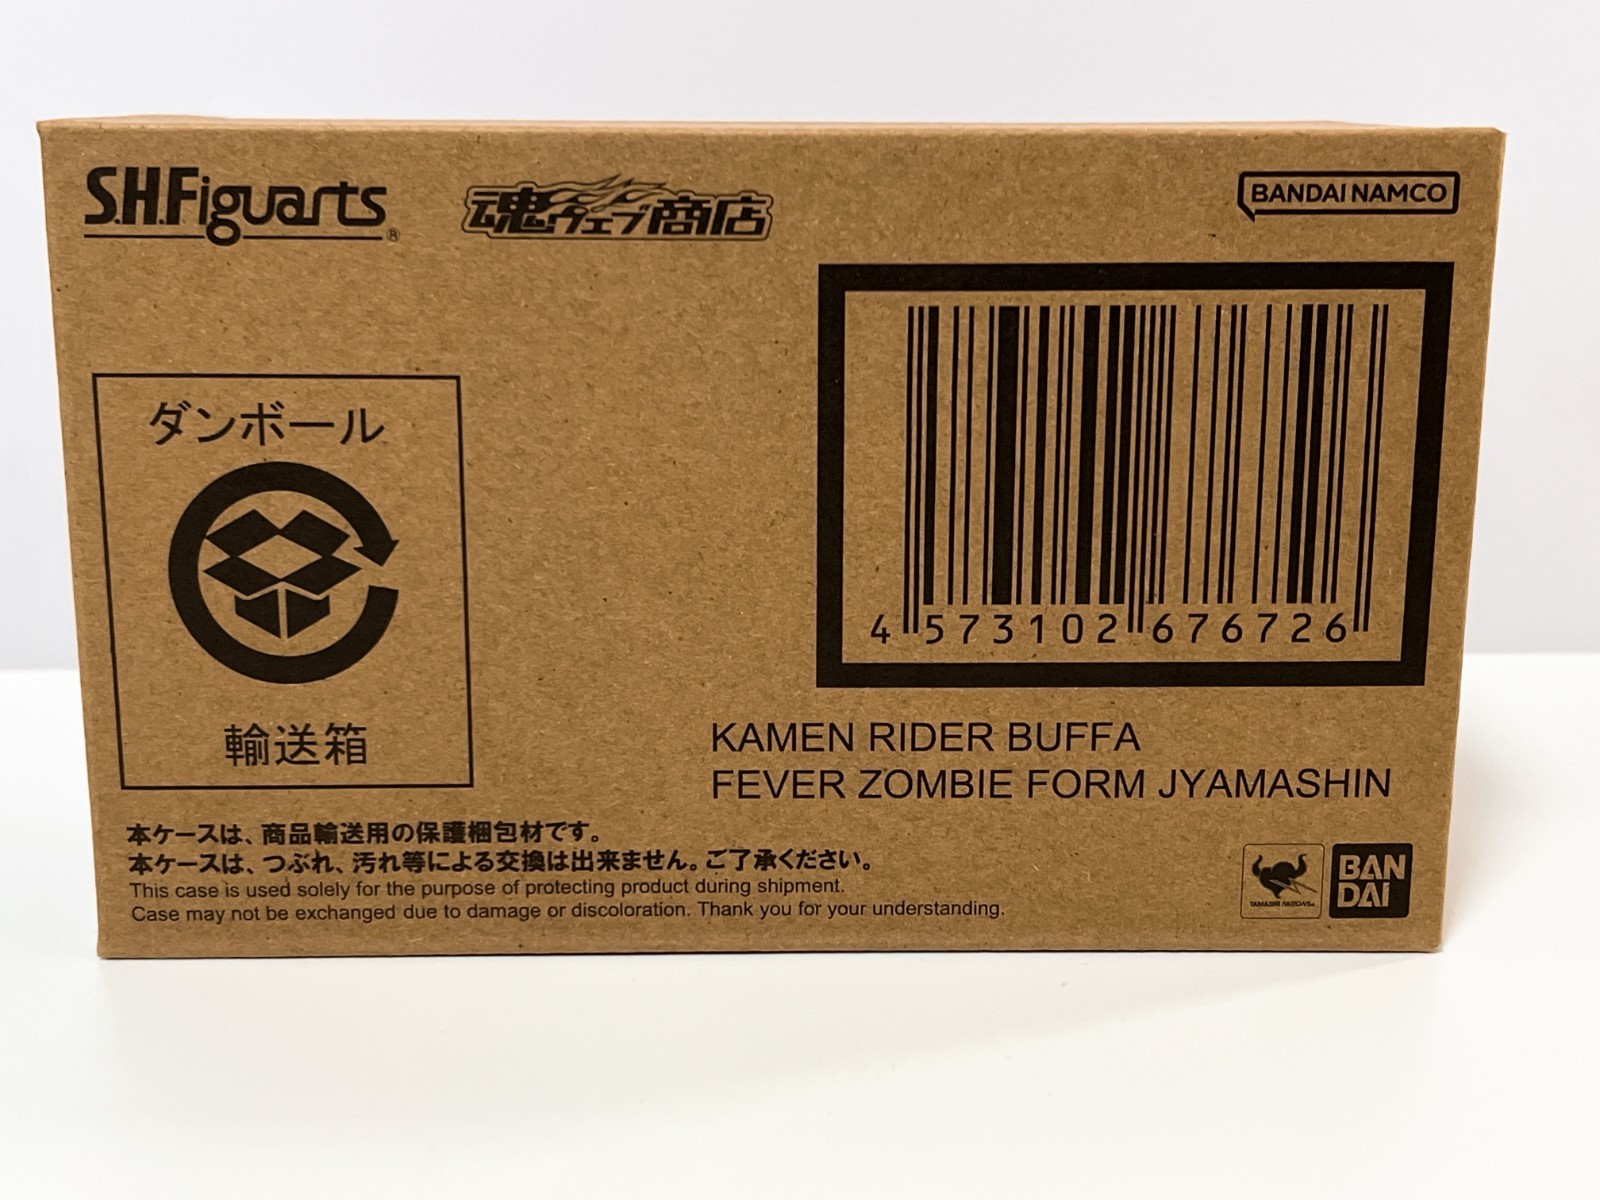 S.H.Figuarts®
魂ウェブ商店
BANDAI NAMCO
ダンボール
輸送箱
4 573102 676726
KAMEN RIDER BUFFA
FEVER ZOMBIE FORM JYAMASHIN
本ケースは、商品輸送用の保護梱包材です。
本ケースは、つぶれ、汚れ等による交換は出来ません。ご了承ください。
This case is used solely for the purpose of protecting product during shipment.
Case may not be exchanged due to damage or discoloration. Thank you for your understanding.
TAMASHII NATIONS
BAN
DAI